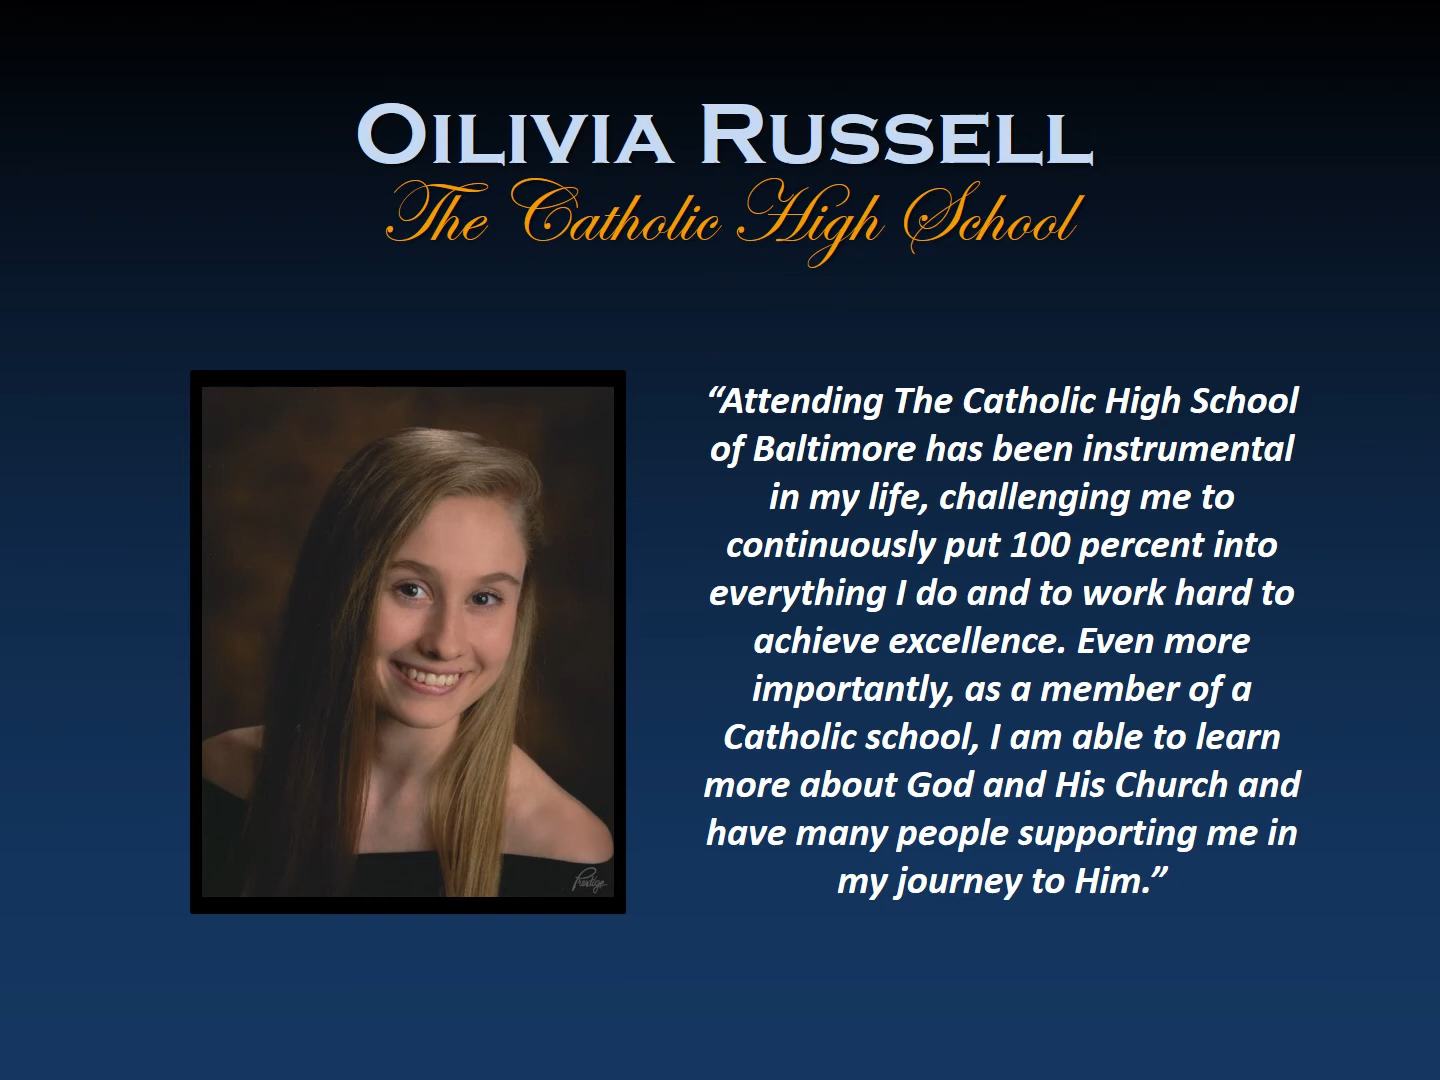 OILIVIA RUSSELL
The Catholic High School
“Attending The Catholic High School
of Baltimore has been instrumental
in my life, challenging me to
continuously put 100 percent into
everything I do and to work hard to
achieve excellence. Even more
importantly, as a member of a
Catholic school, I am able to learn
more about God and His Church and
have many people supporting me in
my journey to Him.”
Prestige